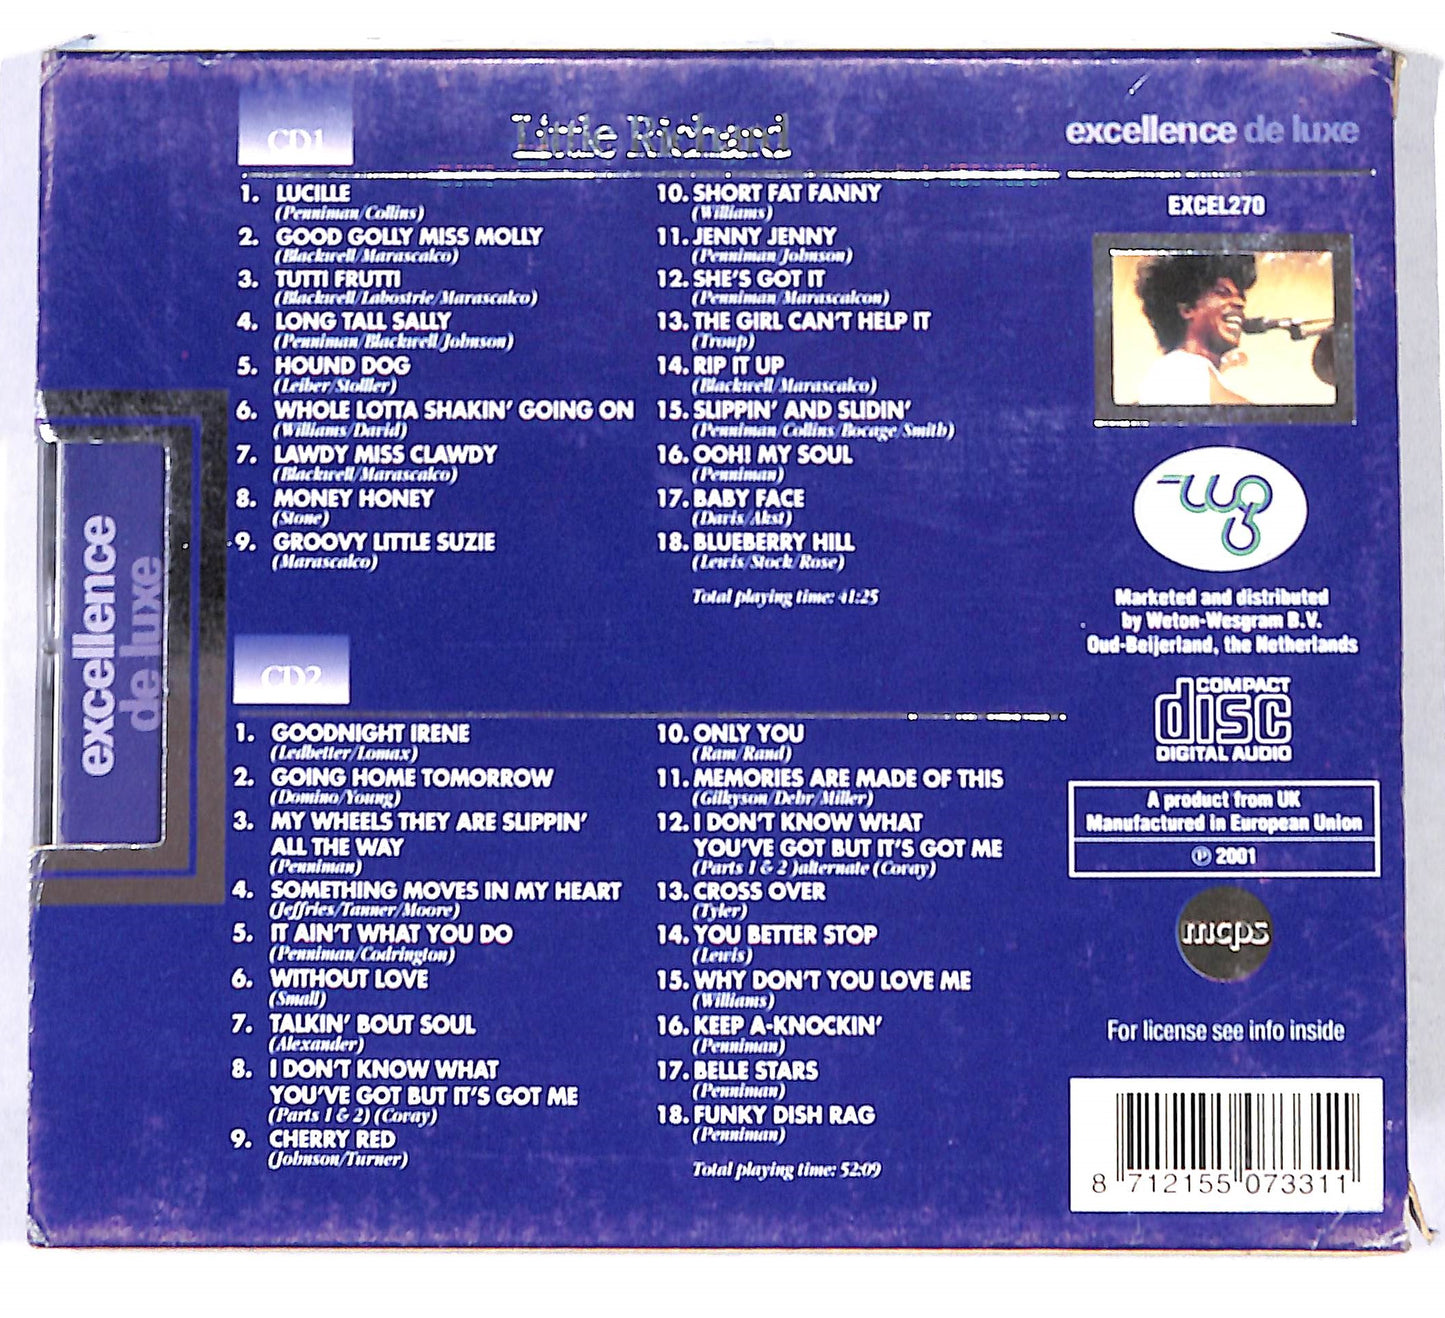 CD1
Little Richard
1. LUCILLE
(Penniman/Collins)
2. GOOD GOLLY MISS MOLLY
(Blackwell/Marascalco)
3. TUTTI FRUTTI
(Blackwell/Labostrie/Marascalco)
4. LONG TALL SALLY
(Penniman/Blackwell/Johnson)
5. HOUND DOG
(Leiber/Stolller)
6. WHOLE LOTTA SHAKIN' GOING ON
(Williams/David)
7. LAWDY MISS CLAWDY
(Blackwell/Marascalco)
8. MONEY HONEY
(Stone)
9. GROOVY LITTLE SUZIE
(Marascalco)
10. SHORT FAT FANNY
(Williams)
11. JENNY JENNY
(Penniman/Johnson)
12. SHE'S GOT IT
(Penniman/Marascalcon)
13. THE GIRL CAN'T HELP IT
(Troup)
14. RIP IT UP
(Blackwell/Marascalco)
15. SLIPPIN' AND SLIDIN'
(Penniman/Collins/Bocage/Smith)
16. OOH! MY SOUL
(Penniman)
17. BABY FACE
(Davis/Akst)
18. BLUEBERRY HILL
(Lewis/Stock/Rose)
Total playing time: 41:25
CD2
1. GOODNIGHT IRENE
(Ledbetter/Lomax)
2. GOING HOME TOMORROW
(Domino/Young)
3. MY WHEELS THEY ARE SLIPPIN'
ALL THE WAY
(Penniman)
4. SOMETHING MOVES IN MY HEART
(Jeffries/Tanner/Moore)
5. IT AIN'T WHAT YOU DO
(Penniman/Codrington)
6. WITHOUT LOVE
(Small)
7. TALKIN' BOUT SOUL
(Alexander)
8. I DON'T KNOW WHAT
YOU'VE GOT BUT IT'S GOT ME
(Parts 1 & 2) (Covay)
9. CHERRY RED
(Johnson/Turner)
10. ONLY YOU
(Ram/Rand)
11. MEMORIES ARE MADE OF THIS
(Gilkyson/Dehr/Miller)
12. I DON'T KNOW WHAT
YOU'VE GOT BUT IT'S GOT ME
(Parts 1 & 2 )alternate (Covay)
13. CROSS OVER
(Tyler)
14. YOU BETTER STOP
(Lewis)
15. WHY DON'T YOU LOVE ME
(Williams)
16. KEEP A-KNOCKIN'
(Penniman)
17. BELLE STARS
(Penniman)
18. FUNKY DISH RAG
(Penniman)
Total playing time: 52:09
excellence de luxe
EXCEL270
wg
Marketed and distributed
by Weton-Wesgram B.V.
Oud-Beijerland, the Netherlands
COMPACT
disc
DIGITAL AUDIO
A product from UK
Manufactured in European Union
℗ 2001
mcps
For license see info inside
8 712155 073311
excellence
de luxe